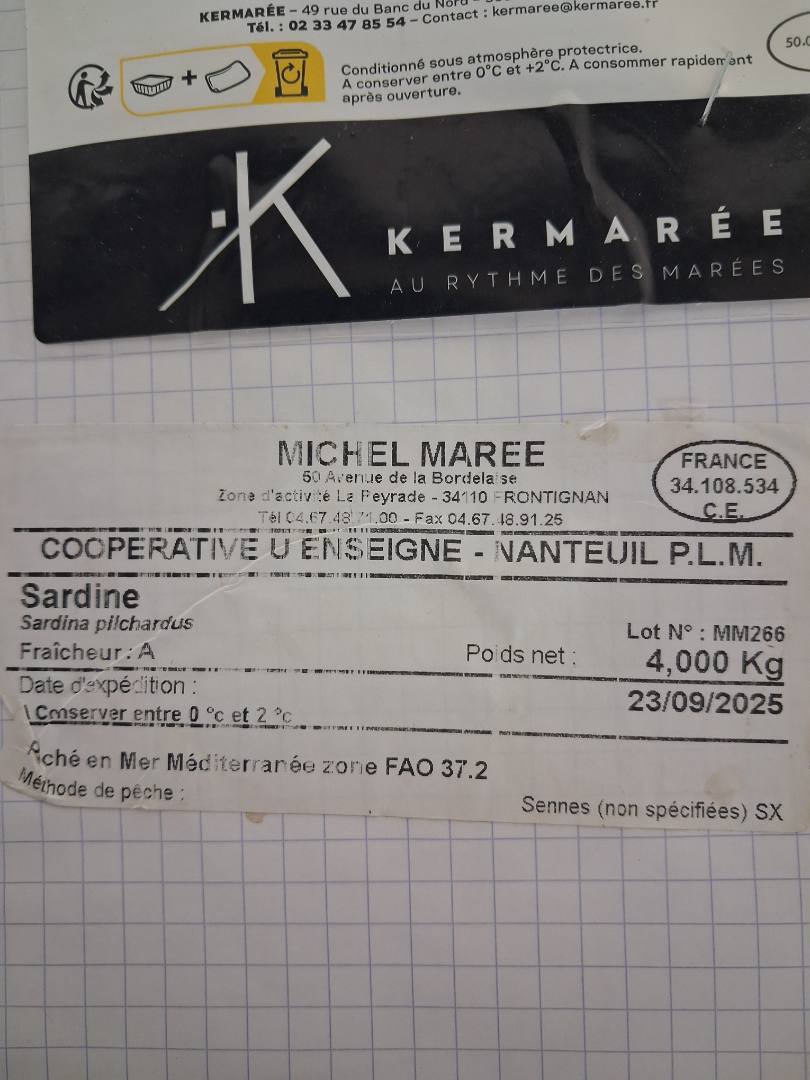 KERMARÉE – 49 rue du Banc du Nord
Tél. : 02 33 47 85 54 – Contact : kermaree@kermaree.fr
Conditionné sous atmosphère protectrice.
A conserver entre 0°C et +2°C. A consommer rapidement
après ouverture.
50.0
K
KERMARÉE
AU RYTHME DES MARÉES
MICHEL MAREE
50 Avenue de la Bordelaise
Zone d'activité La Peyrade - 34110 FRONTIGNAN
Tél 04.67.48.71.00 - Fax 04.67.48.91.25
FRANCE
34.108.534
C.E.
COOPERATIVE U ENSEIGNE - NANTEUIL P.L.M.
Sardine
Sardina pilchardus
Fraîcheur : A
Lot N° : MM266
Poids net : 4,000 Kg
Date d'expédition : 23/09/2025
Conserver entre 0 °c et 2 °c
ché en Mer Méditerranée zone FAO 37.2
Méthode de pêche :
Sennes (non spécifiées) SX